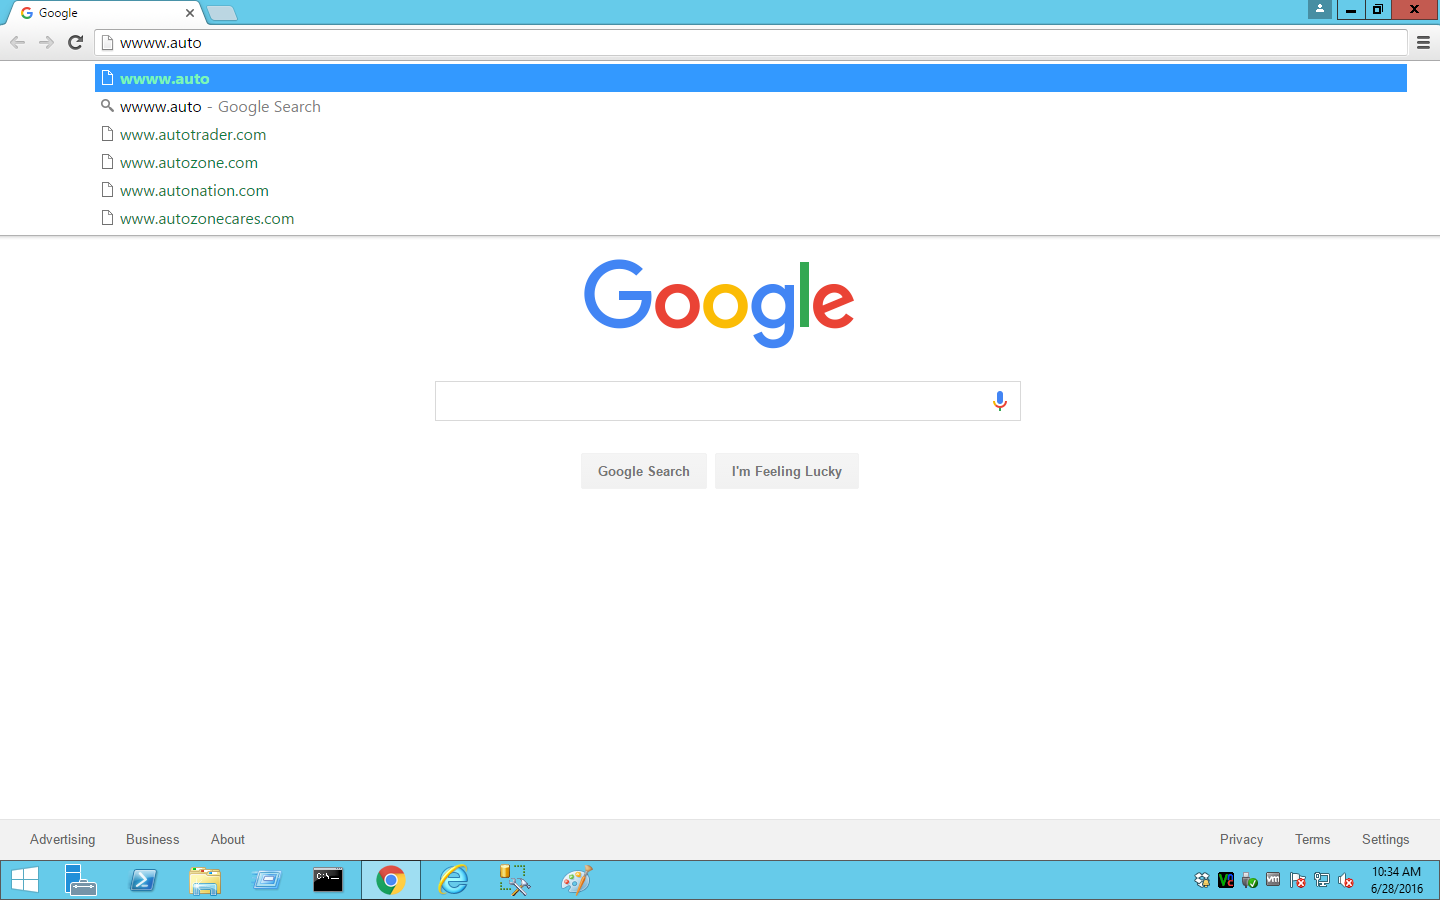 Google
wwww.auto
wwww.auto
wwww.auto - Google Search
www.autotrader.com
www.autozone.com
www.autonation.com
www.autozonecares.com
Google
Google Search
I'm Feeling Lucky
Advertising
Business
About
Privacy
Terms
Settings
C:\
10:34 AM
6/28/2016